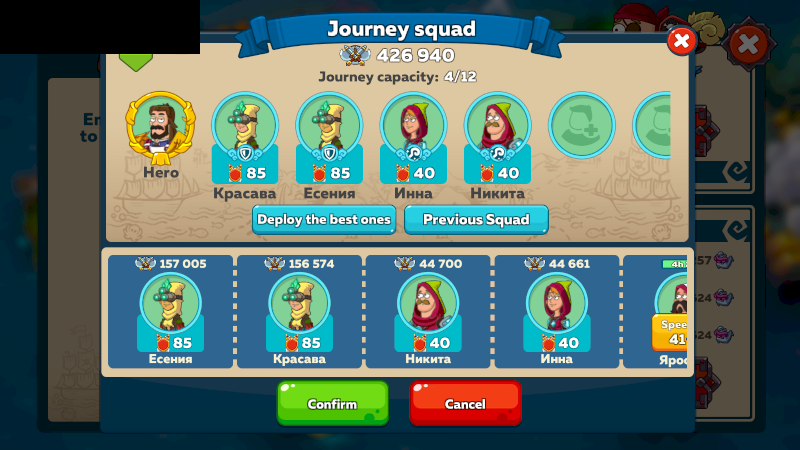 Journey squad
426 940
Journey capacity: 4/12
Hero
85
85
40
40
Красава
Есения
Инна
Никита
Deploy the best ones
Previous Squad
157 005
156 574
44 700
44 661
85
85
40
40
Есения
Красава
Никита
Инна
Confirm
Cancel